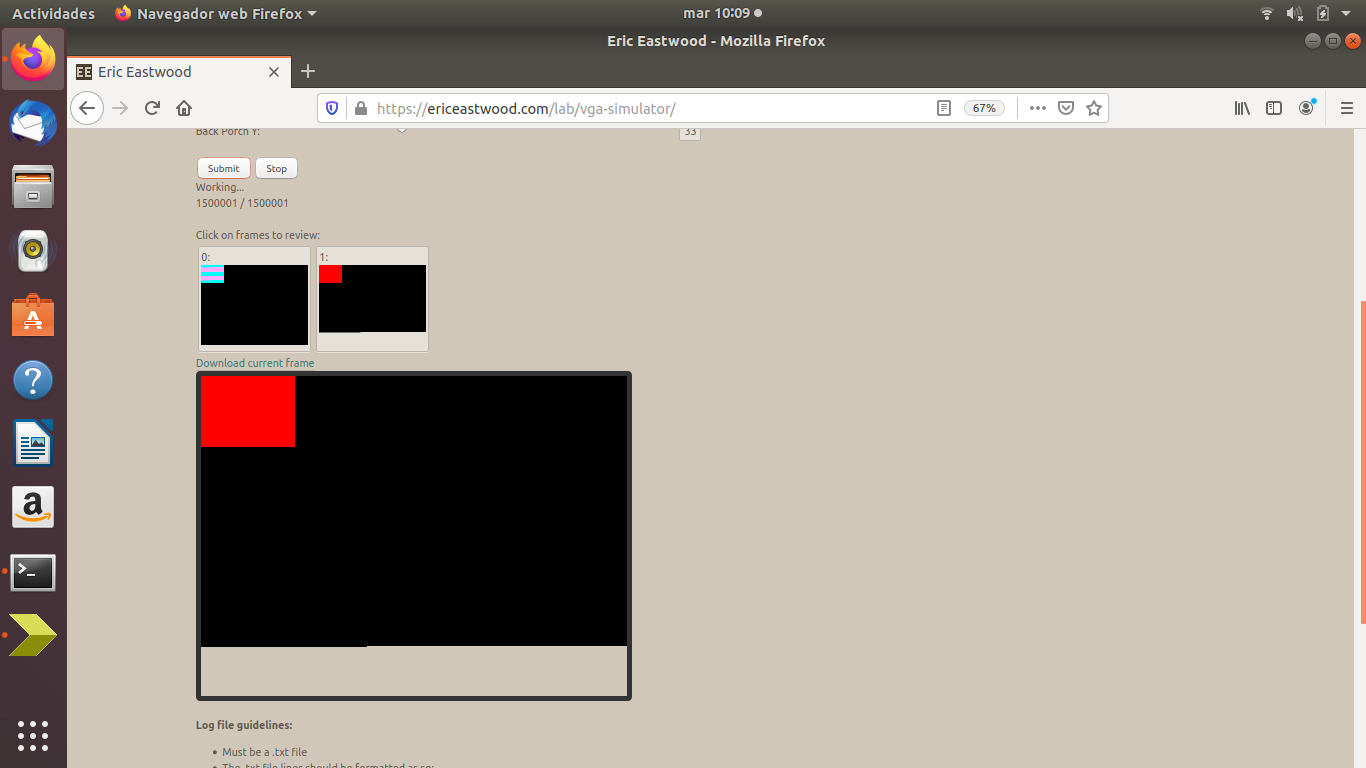 Actividades
Navegador web Firefox
mar 10:09
Eric Eastwood - Mozilla Firefox
EE Eric Eastwood
https://ericeastwood.com/lab/vga-simulator/
67%
Back Porch Y:
33
Submit
Stop
Working...
1500001 / 1500001
Click on frames to review:
0:
1:
Download current frame
Log file guidelines:
Must be a .txt file
The .txt file lines should be formatted as so: